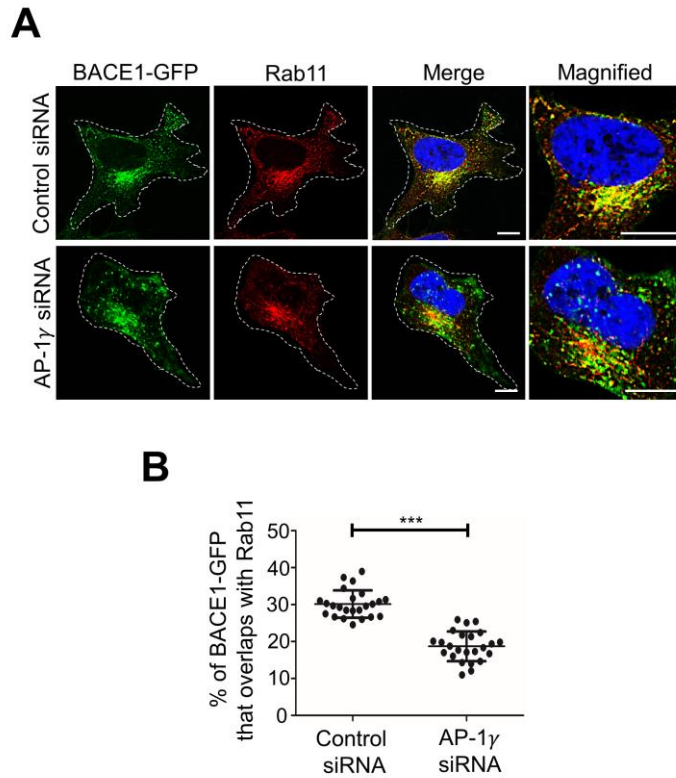 A
BACE1-GFP Rab11 Merge Magnified
Control siRNA
AP-1γ siRNA
B
% of BACE1-GFP
that overlaps with Rab11
50
40
30
20
10
0
***
Control
siRNA
AP-1γ
siRNA